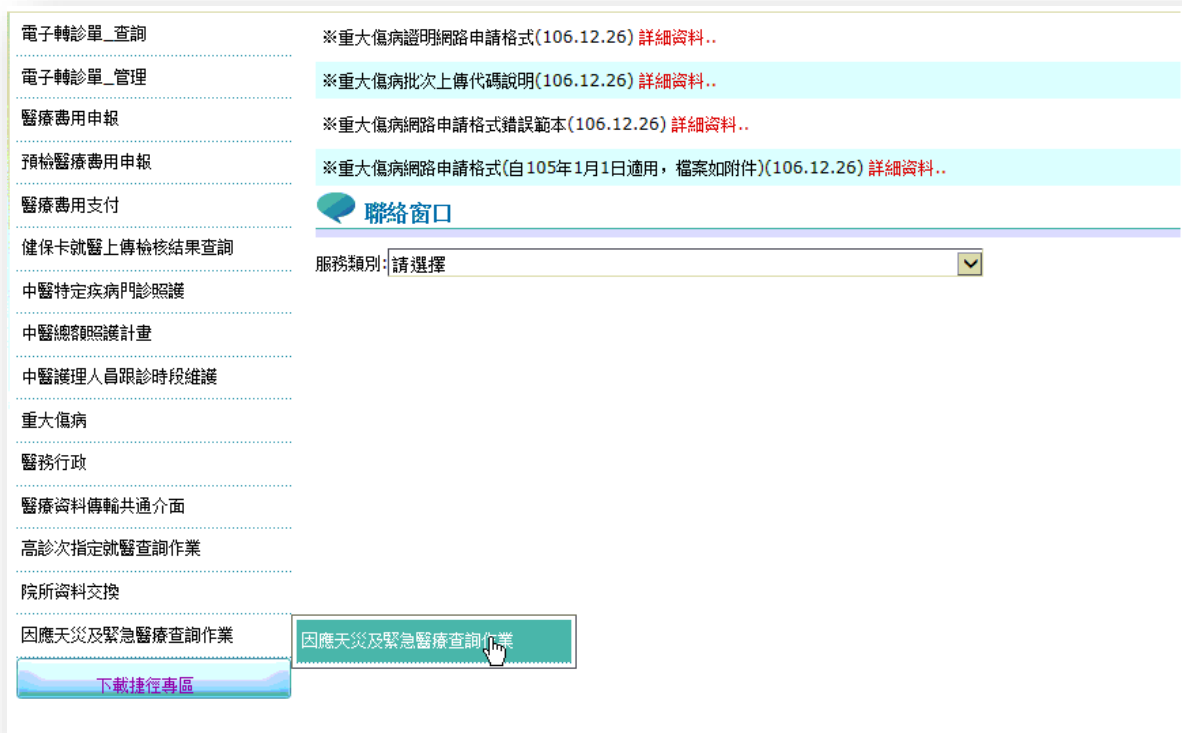 電子轉診單_查詢
電子轉診單_管理
醫療費用申報
預檢醫療費用申報
醫療費用支付
健保卡就醫上傳檢核結果查詢
中醫特定疾病門診照護
中醫總額照護計畫
中醫護理人員跟診時段維護
重大傷病
醫務行政
醫療資料傳輸共通介面
高診次指定就醫查詢作業
院所資料交換
因應天災及緊急醫療查詢作業
因應天災及緊急醫療查詢作業
下載捷徑專區
※重大傷病證明網路申請格式(106.12.26) 詳細資料..
※重大傷病批次上傳代碼說明(106.12.26) 詳細資料..
※重大傷病網路申請格式錯誤範本(106.12.26) 詳細資料..
※重大傷病網路申請格式(自105年1月1日適用，檔案如附件)(106.12.26) 詳細資料..
聯絡窗口
服務類別:請選擇